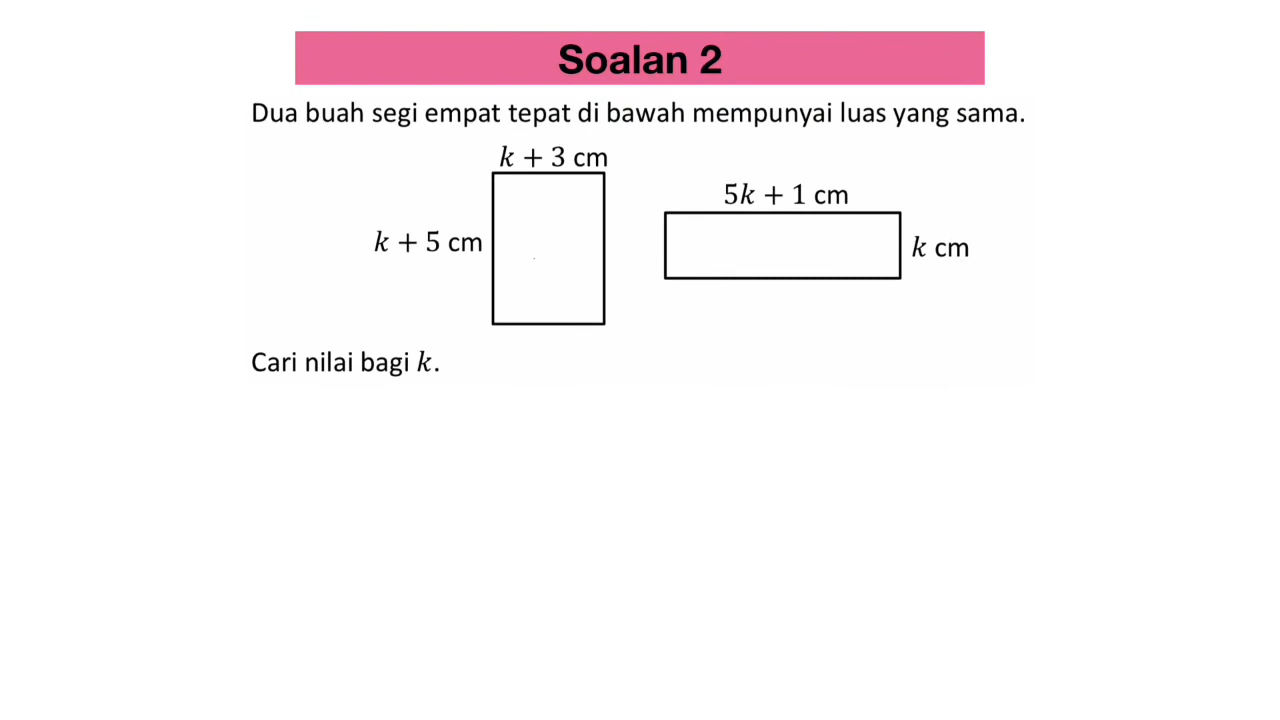 Soalan 2
Dua buah segi empat tepat di bawah mempunyai luas yang sama.
k + 3 cm
k + 5 cm
5k + 1 cm
k cm
Cari nilai bagi k.